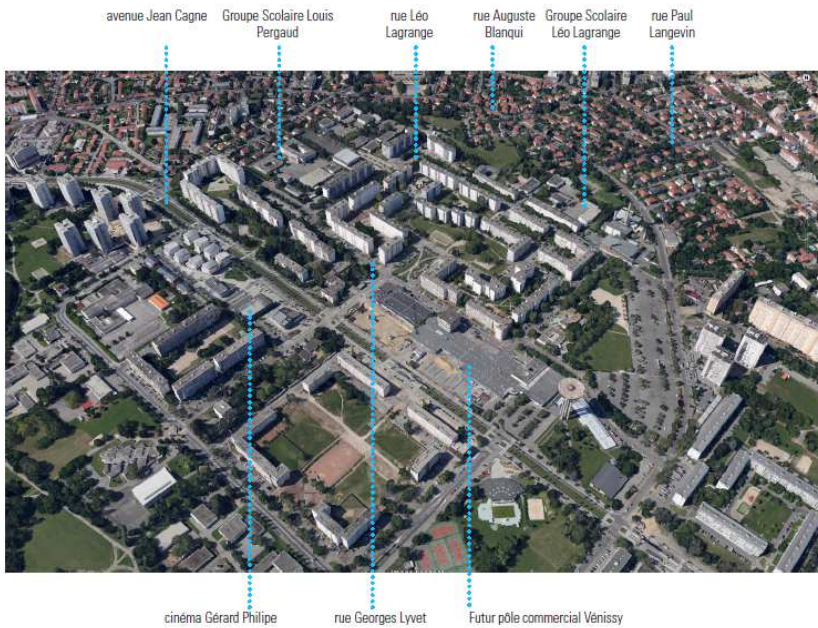 avenue Jean Cagne
Groupe Scolaire Louis
Pergaud
rue Léo
Lagrange
rue Auguste
Blanqui
Groupe Scolaire
Léo Lagrange
rue Paul
Langevin
cinéma Gérard Philipe
rue Georges Lyvet
Futur pôle commercial Vénissy